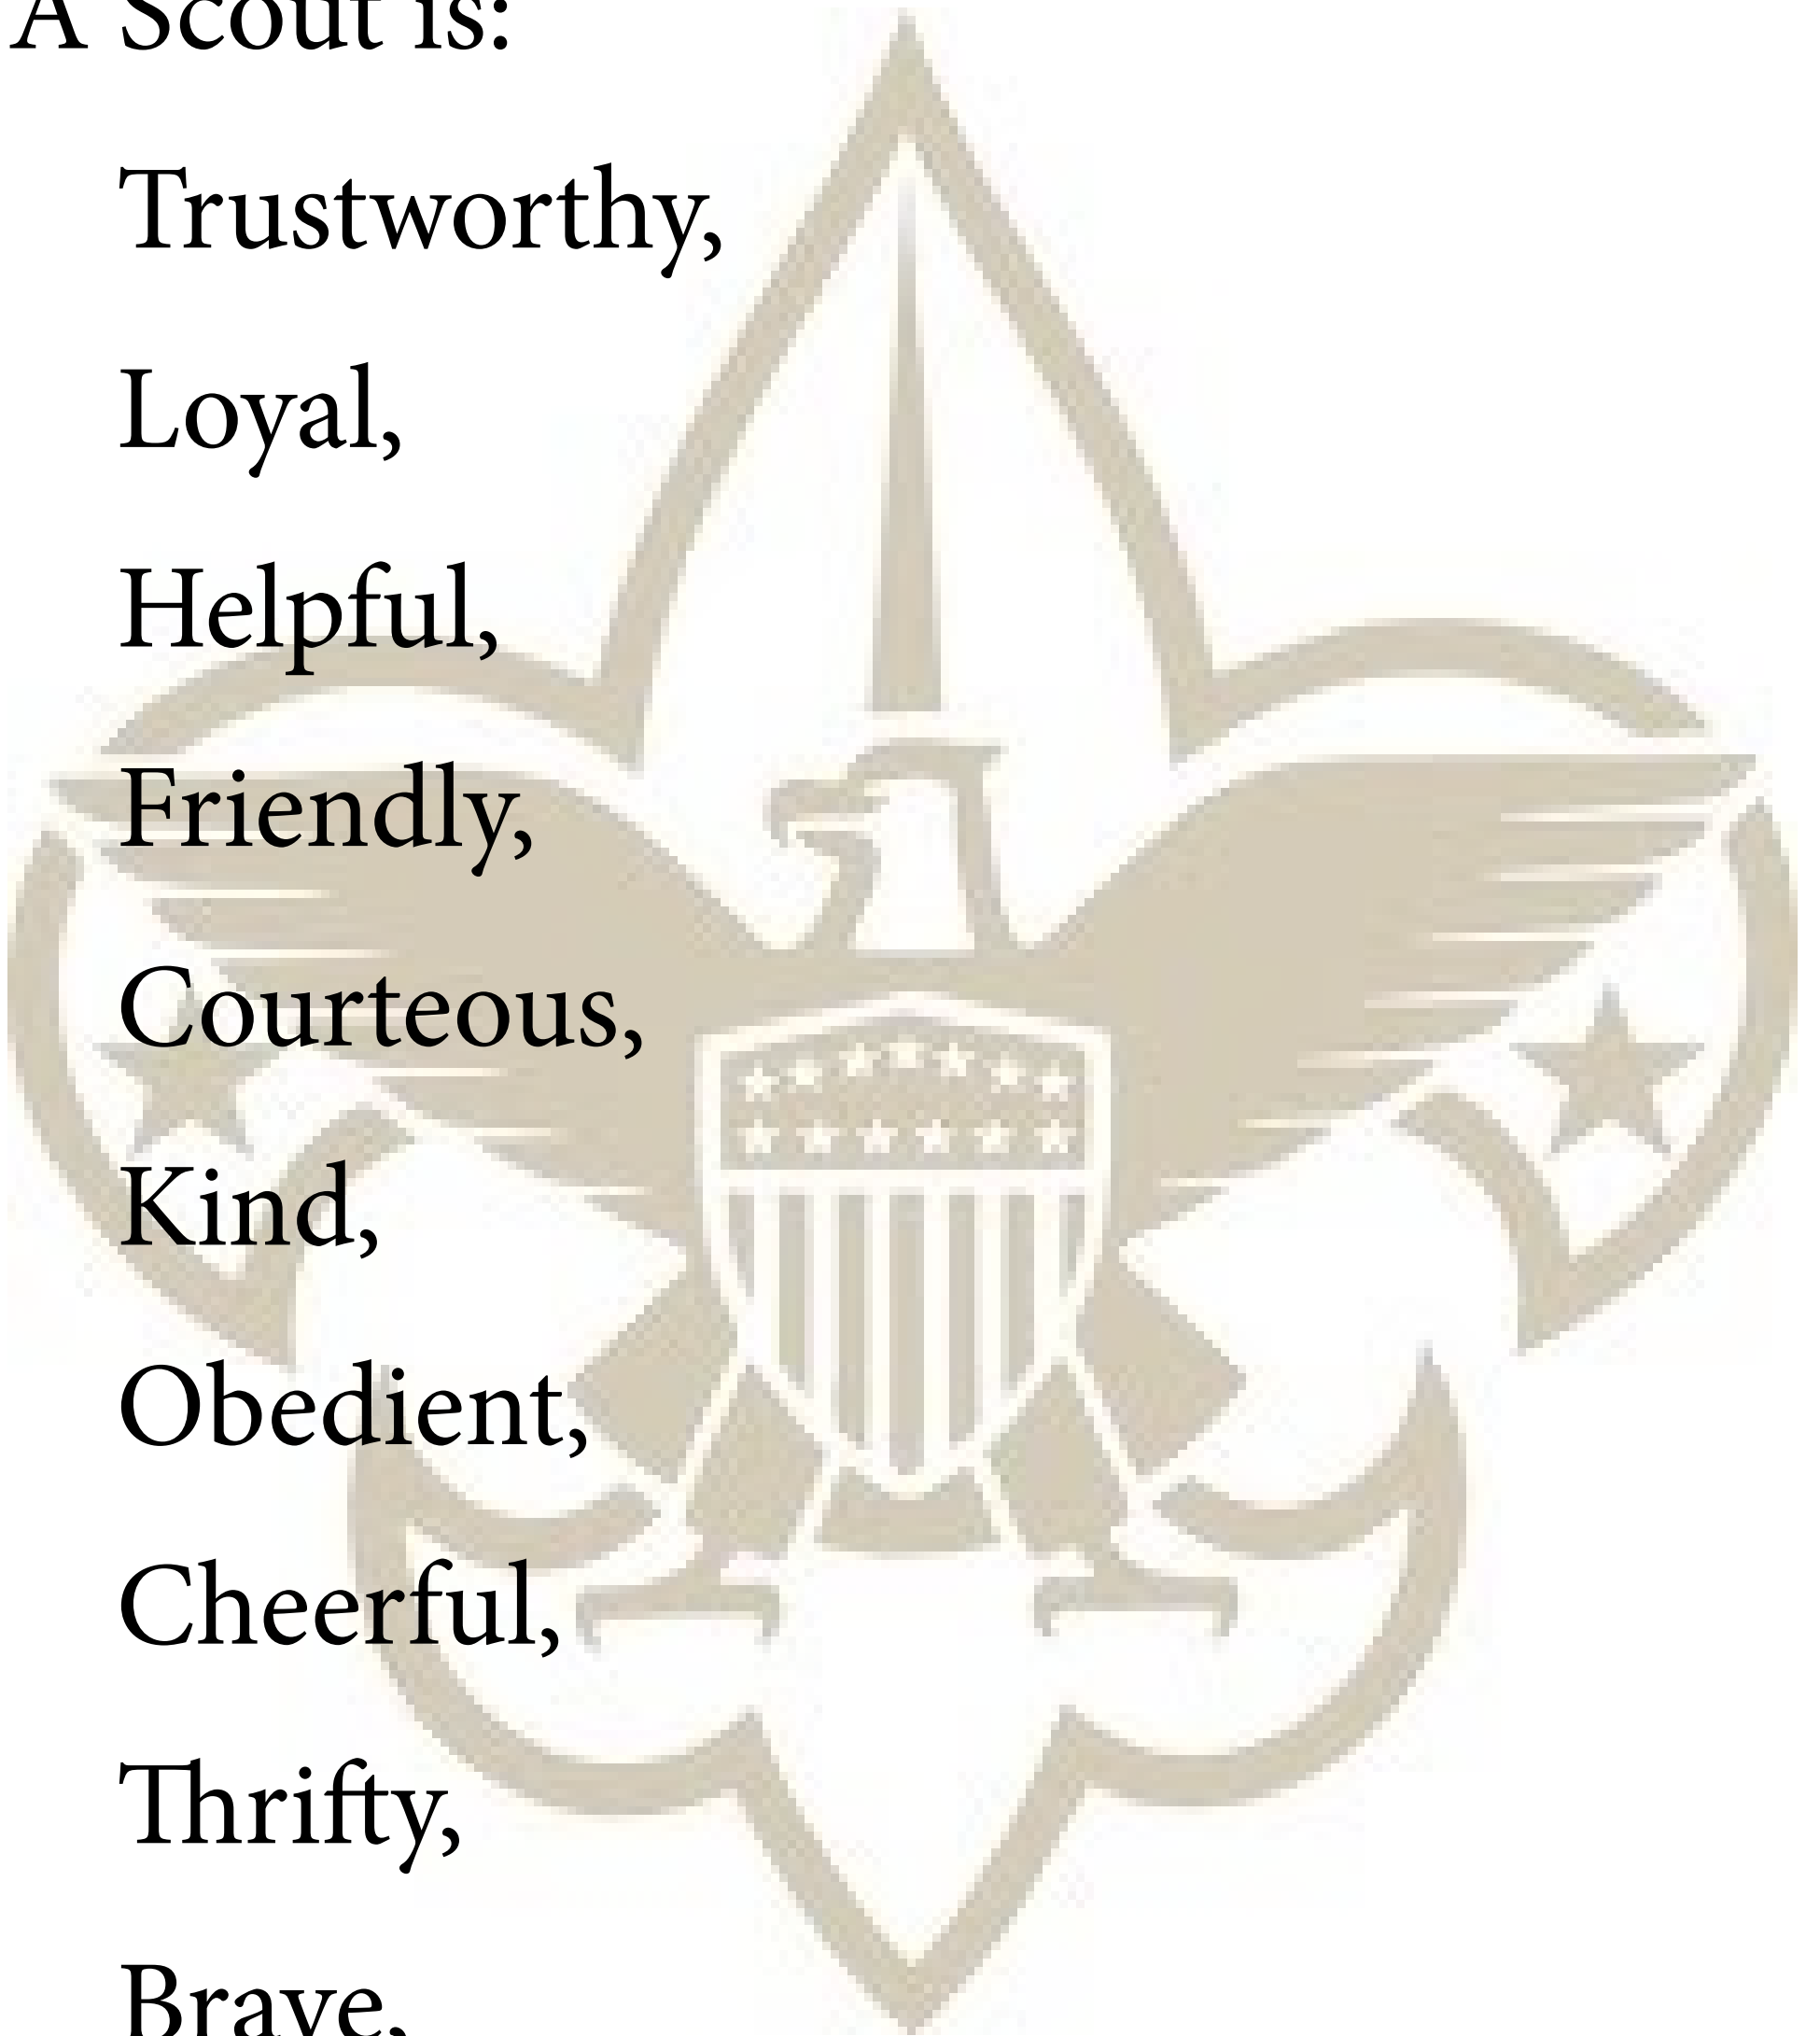 A Scout is:
Trustworthy,
Loyal,
Helpful,
Friendly,
Courteous,
Kind,
Obedient,
Cheerful,
Thrifty,
Brave,